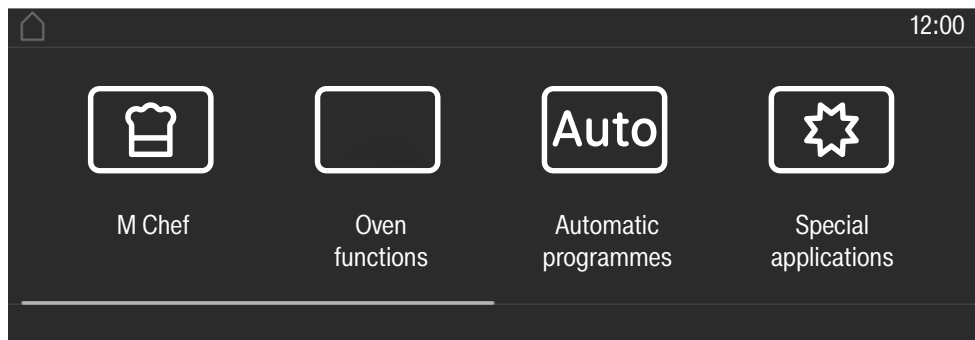 12:00
Auto
M Chef
Oven
functions
Automatic
programmes
Special
applications